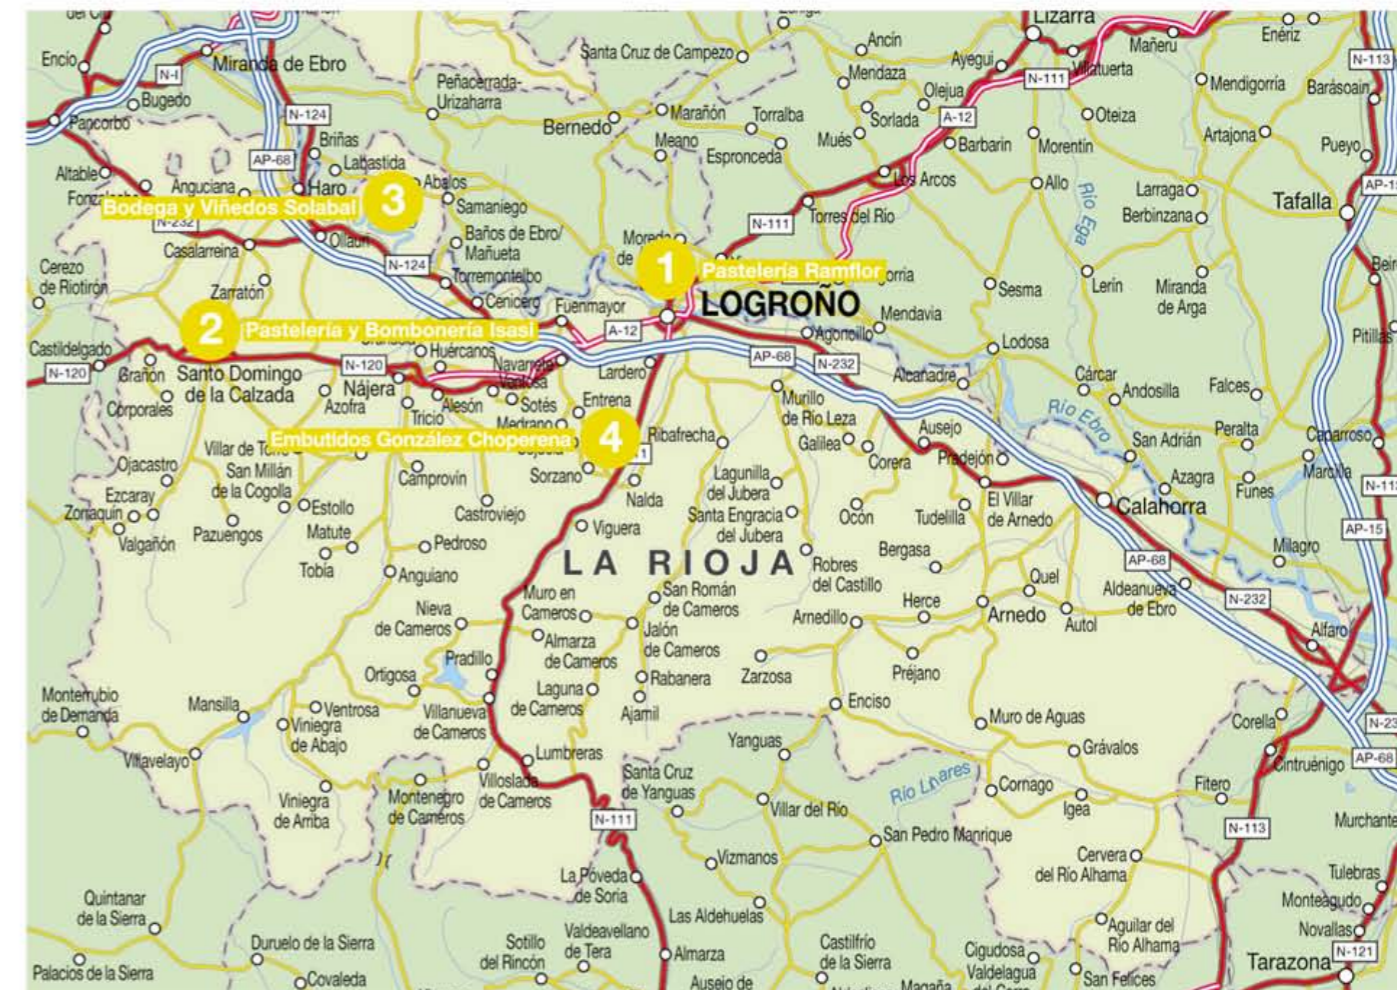 Lizarra
Eneriz
Ancín
Mañeru
Santa Cruz de Campezo
Ayegui
Villatuerta
N-113
Encío
Miranda de Ebro
N-I
Mendaza
N-111
Mendigorría
Barásoain
Peñacerrada-
Urizaharra
Olejua
Bugedo
Marañón
Torralba
Sorlada
A-12
Oteiza
N-124
Pancorbo
Bernedo
Mués
Barbarin
Morentin
Artajona
Pueyo
Briñas
Meano
Espronceda
AP-68
Labastida
Altable
Anguciana
Haro
Abalos
Los Arcos
Allo
Larraga
Tafalla
Bodega y Viñedos Solabal
3
Samaniego
Torres del Río
Río Ega
Berbinzana
N-232
Ollauri
Baños de Ebro/
Mañueta
N-111
Casalarreina
N-124
Moreda
de
Cerezo
de Riotirón
Torremontelbo
1
Pastelería Ramflor
Lerín
Miranda
de Arga
Zarratón
Cenicero
Fuenmayor
LOGROÑO
Sesma
Mendavia
2
Pastelería y Bombonería Isasi
A-12
Agoncillo
Pitillas
Castildelgado
Huércanos
Navarrete
Lodosa
N-120
Grañón
Santo Domingo
de la Calzada
N-120
Nájera
Lardero
AP-68
N-232
Alcanadre
Cárcar
Andosilla
Falces
Corporales
Azofra
Tricio
Alesón
Ventosa
Sotés
Entrena
Murillo
de Río Leza
Medrano
Río Ebro
Embutidos González Choperena
4
Ribafrecha
Galilea
Ausejo
San Adrián
Peralta
Caparroso
Corera
Pradejón
Marcilla
Ojacastro
San Millán
de la Cogolla
Camprovín
Sorzano
Lagunilla
del Jubera
Azagra
Funes
Ezcaray
Nalda
El Villar
de Arnedo
Calahorra
Zorraquín
Estollo
Castroviejo
Santa Engracia
del Jubera
Ocón
Tudelilla
Valgañón
Pazuengos
Matute
Viguera
AP-15
Tobía
Pedroso
LA RIOJA
Robres
del Castillo
Bergasa
AP-68
Milagro
Anguiano
Quel
Aldeanueva
de Ebro
N-232
Muro en
Cameros
San Román
de Cameros
Arnedillo
Herce
Arnedo
Autol
Nieva
de Cameros
Almarza
de Cameros
Jalón
de Cameros
Alfaro
Pradillo
Zarzosa
Préjano
Ortigosa
Laguna
de Cameros
Rabanera
Monterrubio
de Demanda
Mansilla
Ventrosa
Villanueva
de Cameros
Ajamil
Enciso
Muro de Aguas
Corella
Viniegra
de Abajo
Villavelayo
Lumbreras
Yanguas
Grávalos
Cintruénigo
AP-68
Villoslada
de Cameros
Santa Cruz
de Yanguas
Río Linares
Cornago
Igea
Fitero
Viniegra
de Arriba
Montenegro
de Cameros
N-111
Villar del Río
N-113
San Pedro Manrique
Vizmanos
Cervera
del Río Alhama
La Póveda
de Soria
Tulebras
Quintanar
de la Sierra
Monteagudo
Las Aldehuelas
Aguilar del
Río Alhama
Novallas
Duruelo de la Sierra
Sotillo
del Rincón
Valdeavellano
de Tera
Almarza
Castilfrío
de la Sierra
Cigudosa
N-121
Tarazona
Palacios de la Sierra
Covaleda
Ausejo de
Magaña
Valdelagua
San Felices